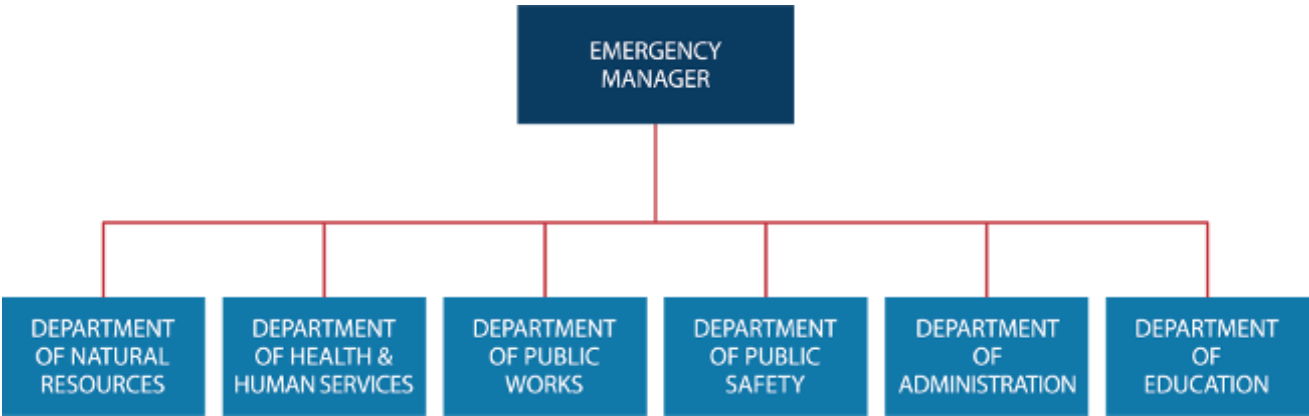 EMERGENCY
MANAGER
DEPARTMENT
OF NATURAL
RESOURCES
DEPARTMENT
OF HEALTH &
HUMAN SERVICES
DEPARTMENT
OF PUBLIC
WORKS
DEPARTMENT
OF PUBLIC
SAFETY
DEPARTMENT
OF
ADMINISTRATION
DEPARTMENT
OF
EDUCATION